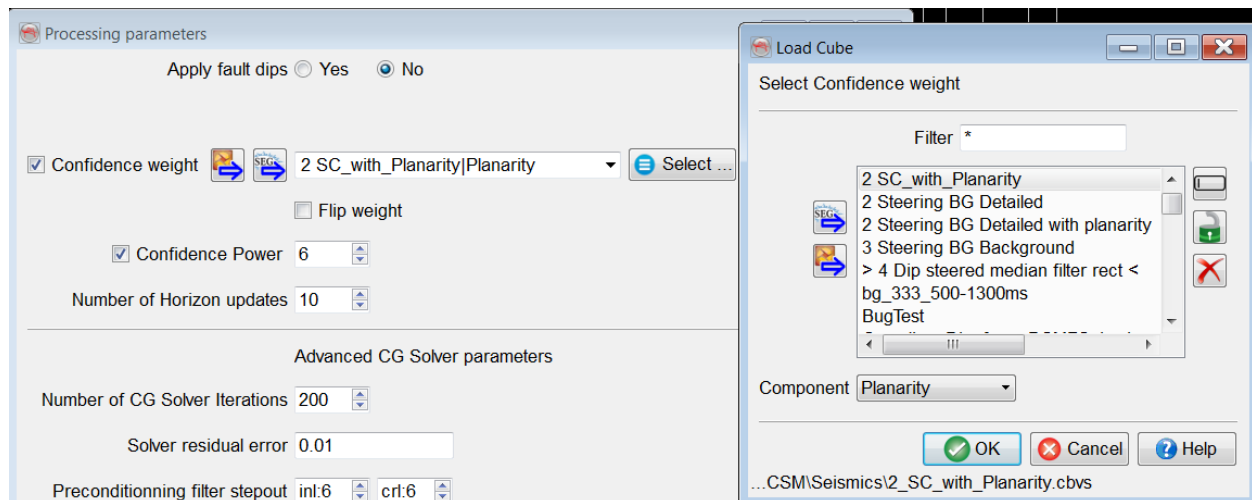 Processing parameters
Apply fault dips Yes No
Confidence weight SEG 2 SC_with_Planarity|Planarity Select ...
Flip weight
Confidence Power 6
Number of Horizon updates 10
Advanced CG Solver parameters
Number of CG Solver Iterations 200
Solver residual error 0.01
Preconditionning filter stepout inl:6 crl:6
Load Cube
Select Confidence weight
Filter *
2 SC_with_Planarity
2 Steering BG Detailed
SEG
2 Steering BG Detailed with planarity
3 Steering BG Background
> 4 Dip steered median filter rect <
bg_333_500-1300ms
BugTest
Component Planarity
OK Cancel Help
...CSM\Seismics\2_SC_with_Planarity.cbvs